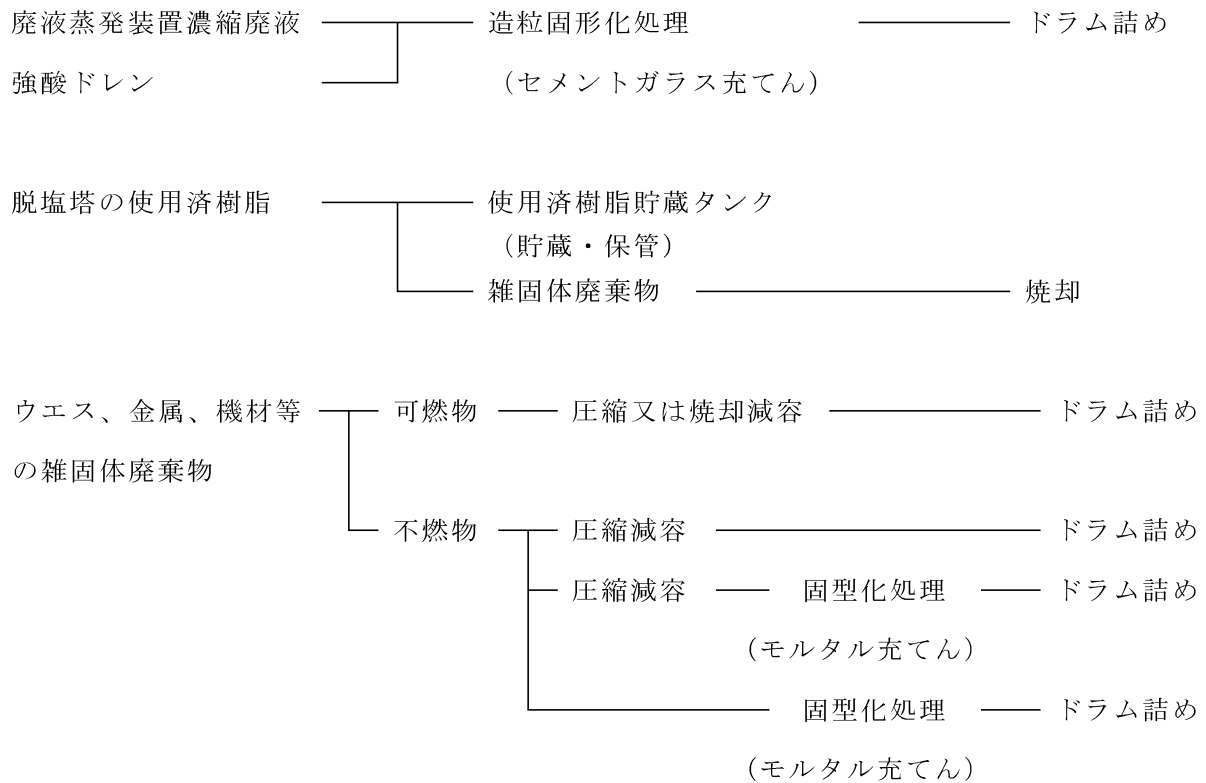 廃液蒸発装置濃縮廃液 造粒固形化処理 ドラム詰め
強酸ドレン （セメントガラス充てん）
脱塩塔の使用済樹脂 使用済樹脂貯蔵タンク
（貯蔵・保管）
雑固体廃棄物 焼却
ウエス、金属、機材等 可燃物 圧縮又は焼却減容 ドラム詰め
の雑固体廃棄物
不燃物 圧縮減容 ドラム詰め
圧縮減容 固型化処理 ドラム詰め
（モルタル充てん）
固型化処理 ドラム詰め
（モルタル充てん）